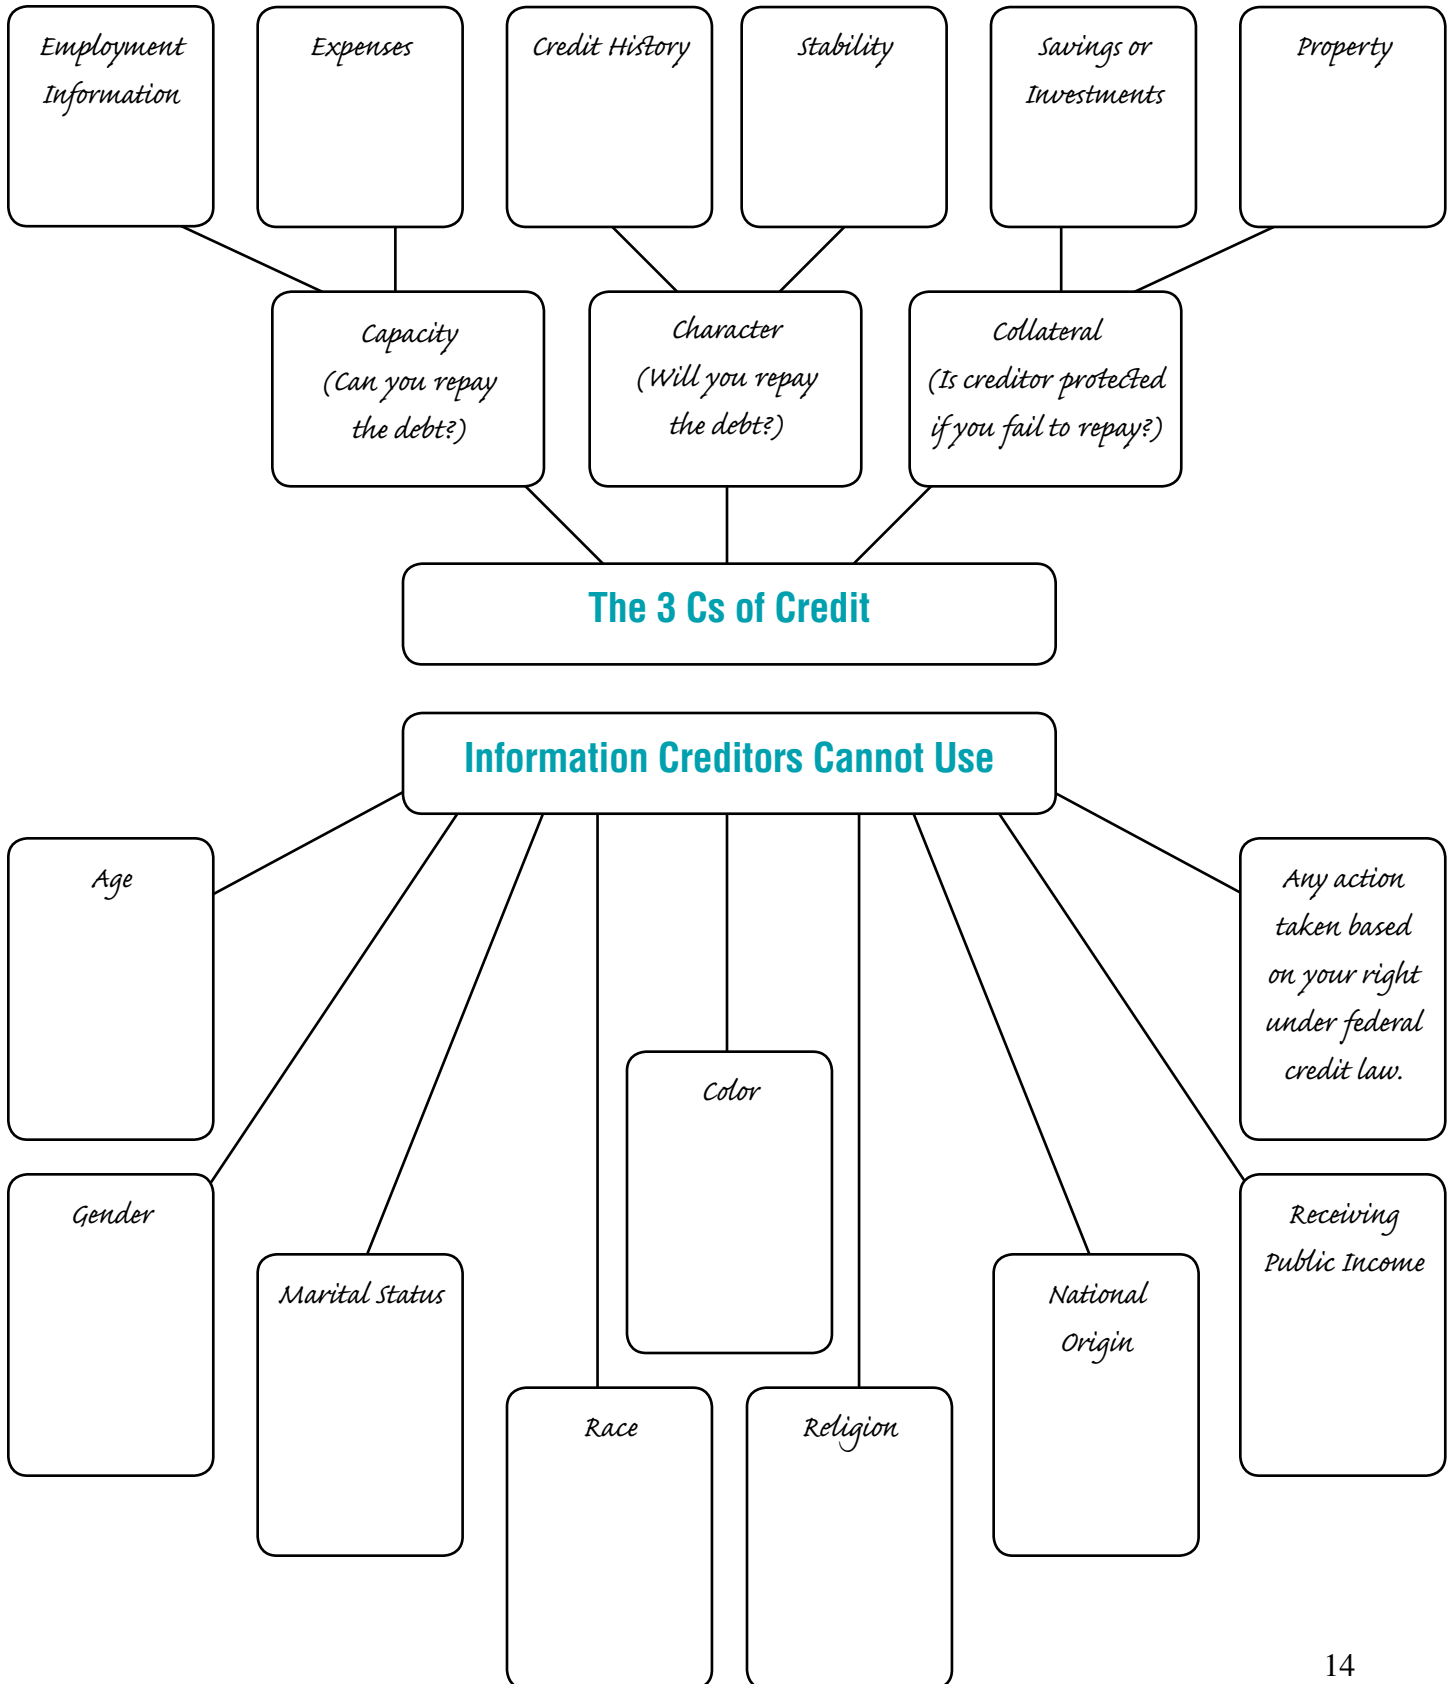 Employment
Information
Expenses
Credit History
Stability
Savings or
Investments
Property
Capacity
(Can you repay
the debt?)
Character
(Will you repay
the debt?)
Collateral
(Is creditor protected
if you fail to repay?)
The 3 Cs of Credit
Information Creditors Cannot Use
Age
Any action
taken based
on your right
under federal
credit law.
Color
Gender
Receiving
Public Income
Marital Status
National
Origin
Race
Religion
14